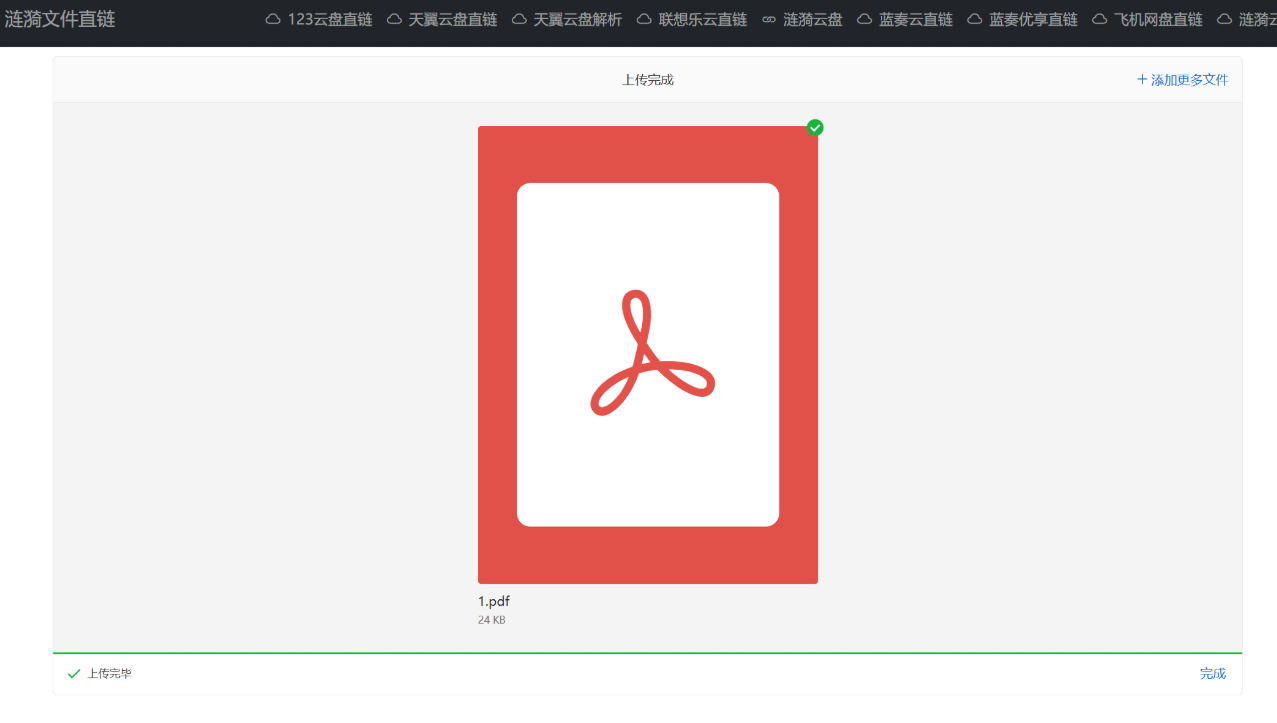 涟漪文件直链 123云盘直链 天翼云盘直链 天翼云盘解析 联想乐云直链 涟漪云盘 蓝奏云直链 蓝奏优享直链 飞机网盘直链 涟漪云
上传完成 + 添加更多文件
1.pdf
24 KB
上传完毕 完成